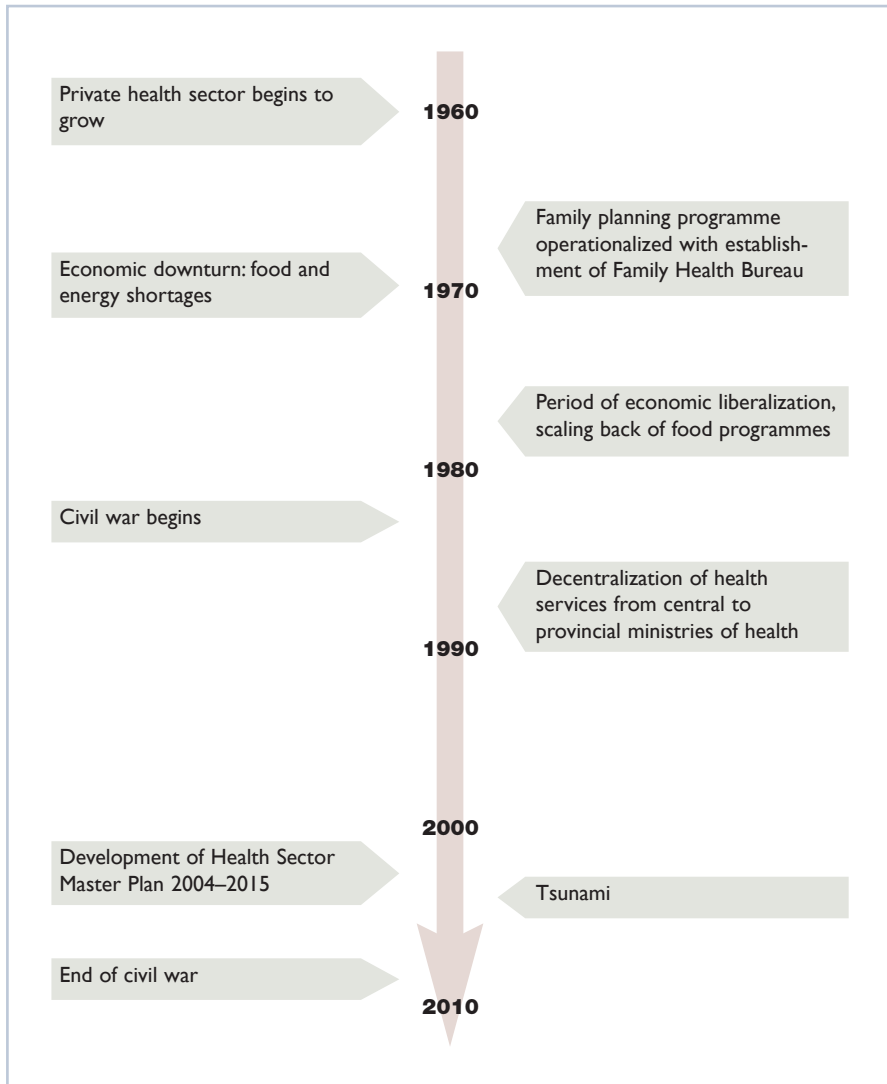 Private health sector begins to
grow
1960
Family planning programme
operationalized with establish-
ment of Family Health Bureau
Economic downturn: food and
energy shortages
1970
Period of economic liberalization,
scaling back of food programmes
1980
Civil war begins
Decentralization of health
services from central to
provincial ministries of health
1990
2000
Development of Health Sector
Master Plan 2004–2015
Tsunami
End of civil war
2010